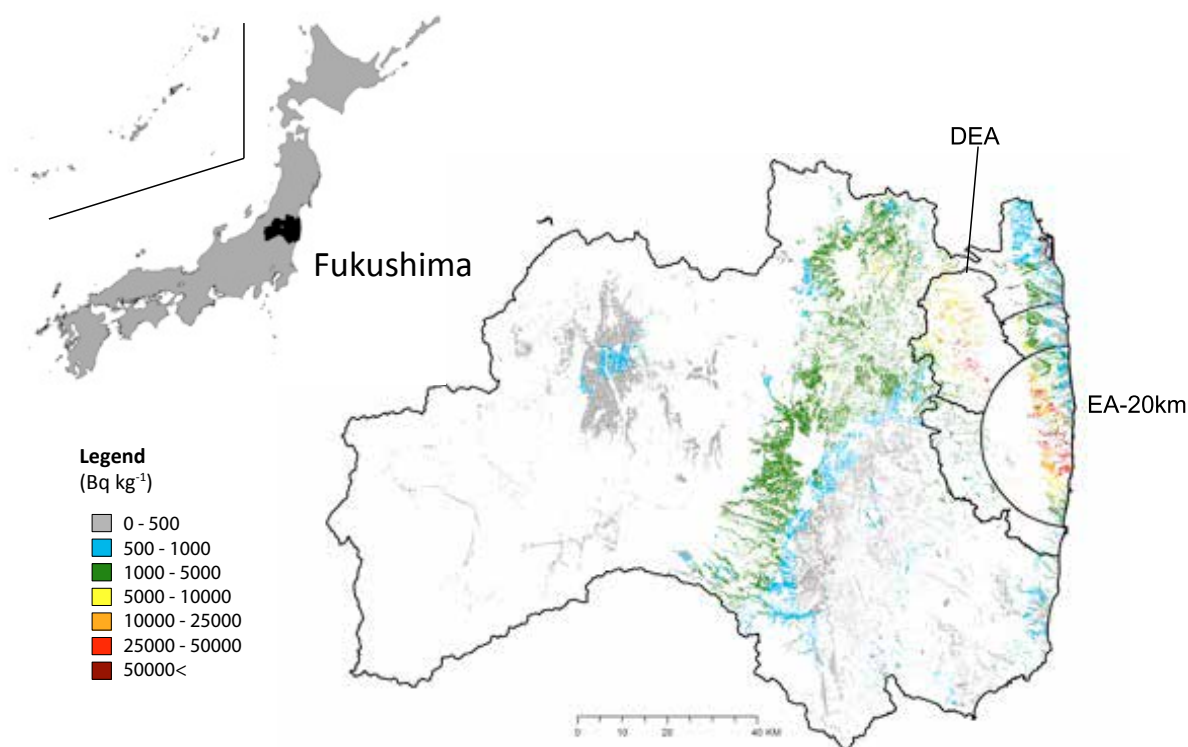 DEA
Fukushima
EA-20km
Legend
(Bq kg⁻¹)
0 - 500
500 - 1000
1000 - 5000
5000 - 10000
10000 - 25000
25000 - 50000
50000<
0 10 20 40 KM